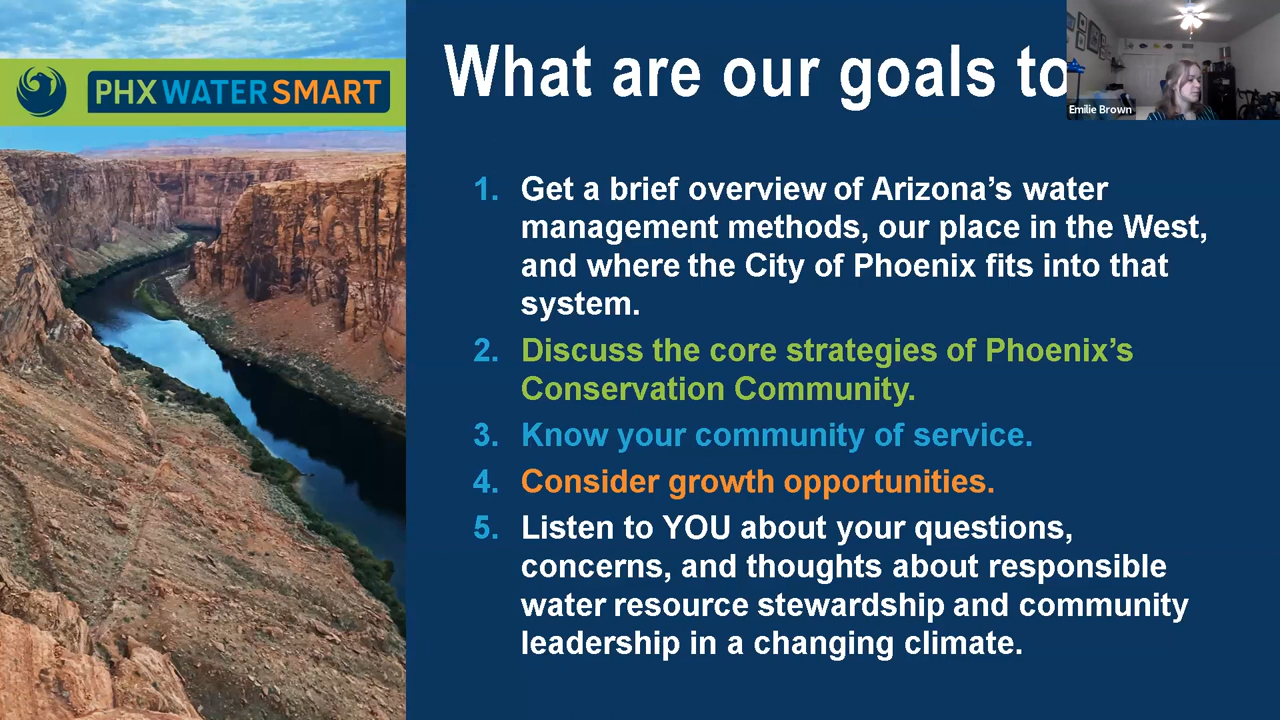 PHX WATER SMART
What are our goals to
Emilie Brown
1. Get a brief overview of Arizona’s water
management methods, our place in the West,
and where the City of Phoenix fits into that
system.
2. Discuss the core strategies of Phoenix’s
Conservation Community.
3. Know your community of service.
4. Consider growth opportunities.
5. Listen to YOU about your questions,
concerns, and thoughts about responsible
water resource stewardship and community
leadership in a changing climate.